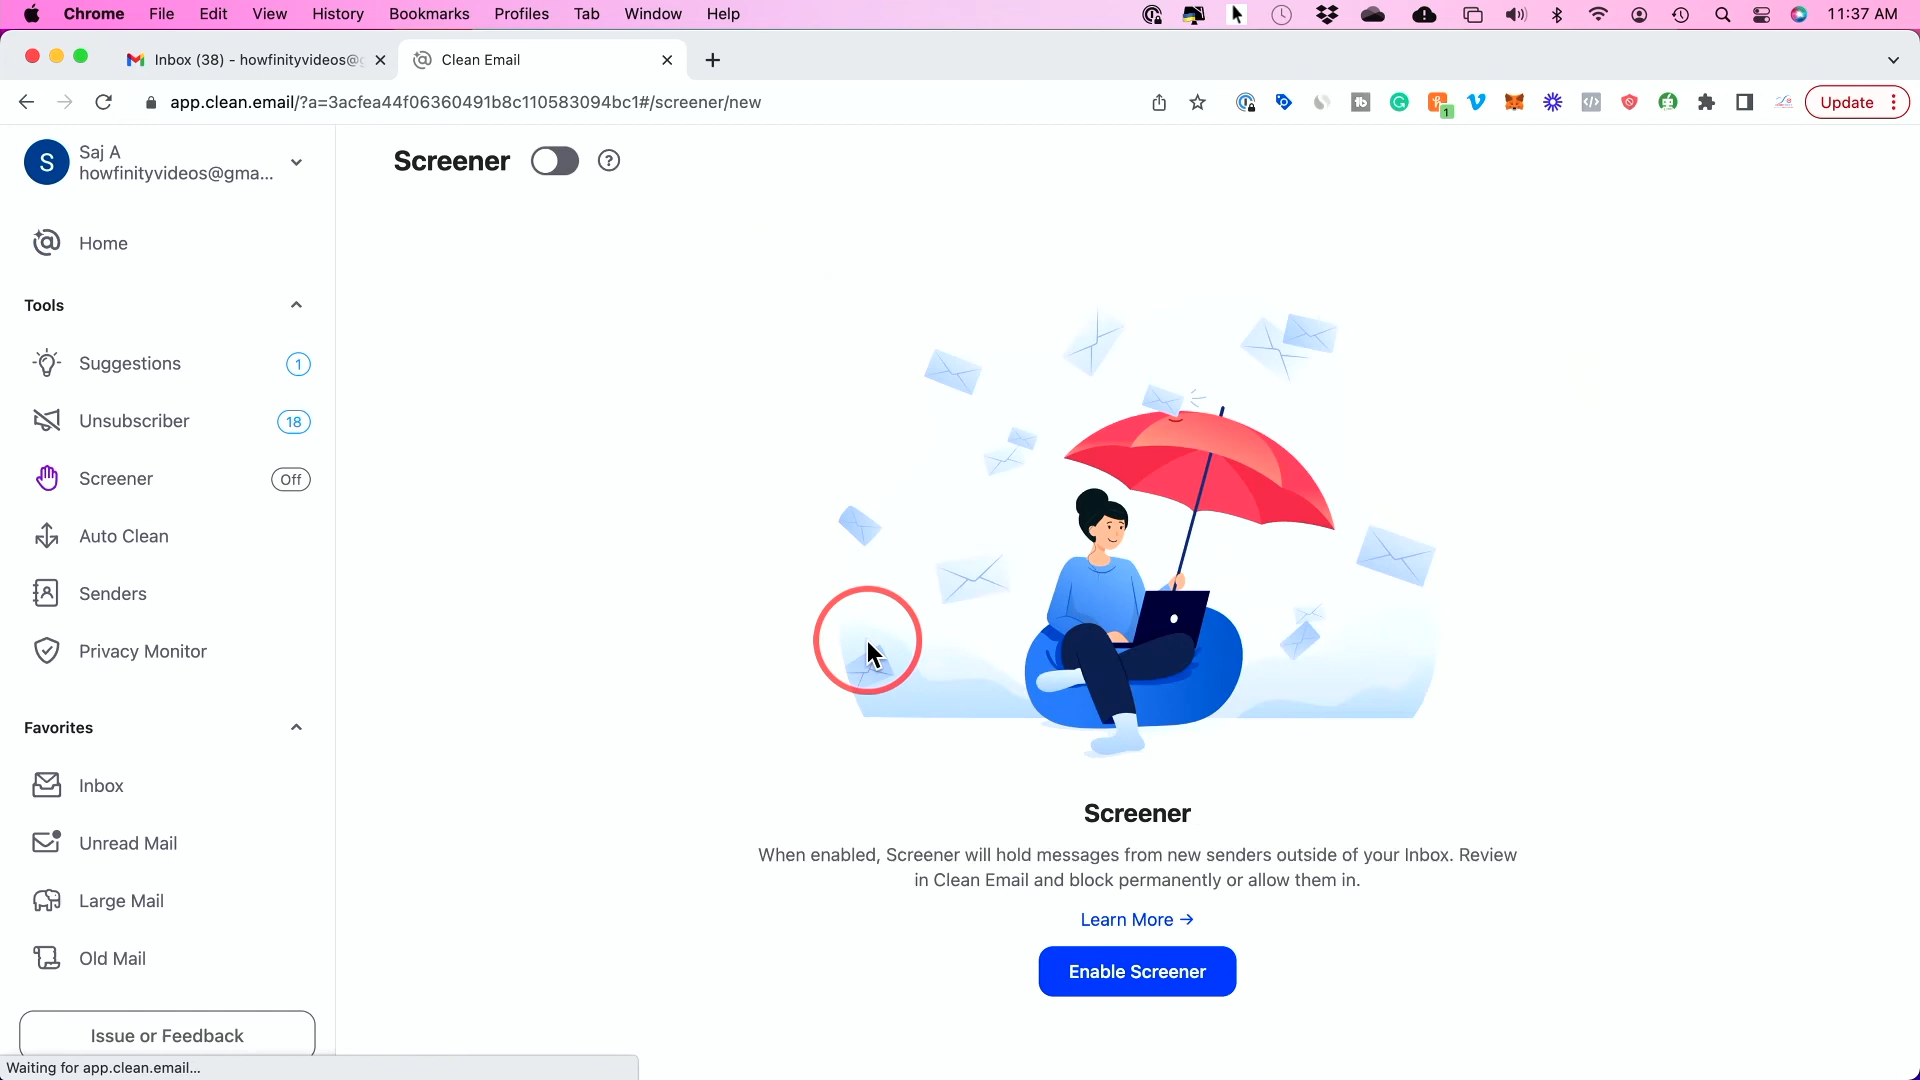 Chrome File Edit View History Bookmarks Profiles Tab Window Help 11:37 AM
Inbox (38) - howfinityvideos@g Clean Email
app.clean.email/?a=3acfea44f06360491b8c110583094bc1#/screener/new 1 Update
S Saj A
howfinityvideos@gma...
Screener ?
Home
Tools
Suggestions 1
Unsubscriber 18
Screener Off
Auto Clean
Senders
Privacy Monitor
Favorites
Inbox
Unread Mail
Large Mail
Old Mail
Issue or Feedback
Screener
When enabled, Screener will hold messages from new senders outside of your Inbox. Review
in Clean Email and block permanently or allow them in.
Learn More →
Enable Screener
Waiting for app.clean.email...